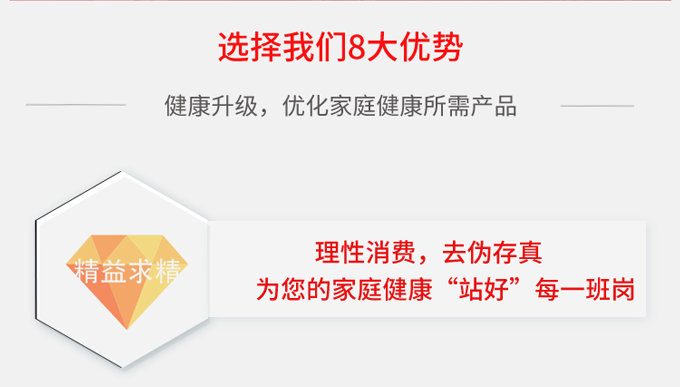 选择我们8大优势
健康升级，优化家庭健康所需产品
精益求精
理性消费，去伪存真
为您的家庭健康“站好”每一班岗